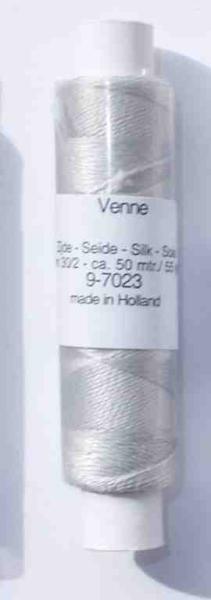 Venne
- Seide - Silk -
30/2 - ca. 50 mtr./ 55
9-7023
made in Holland